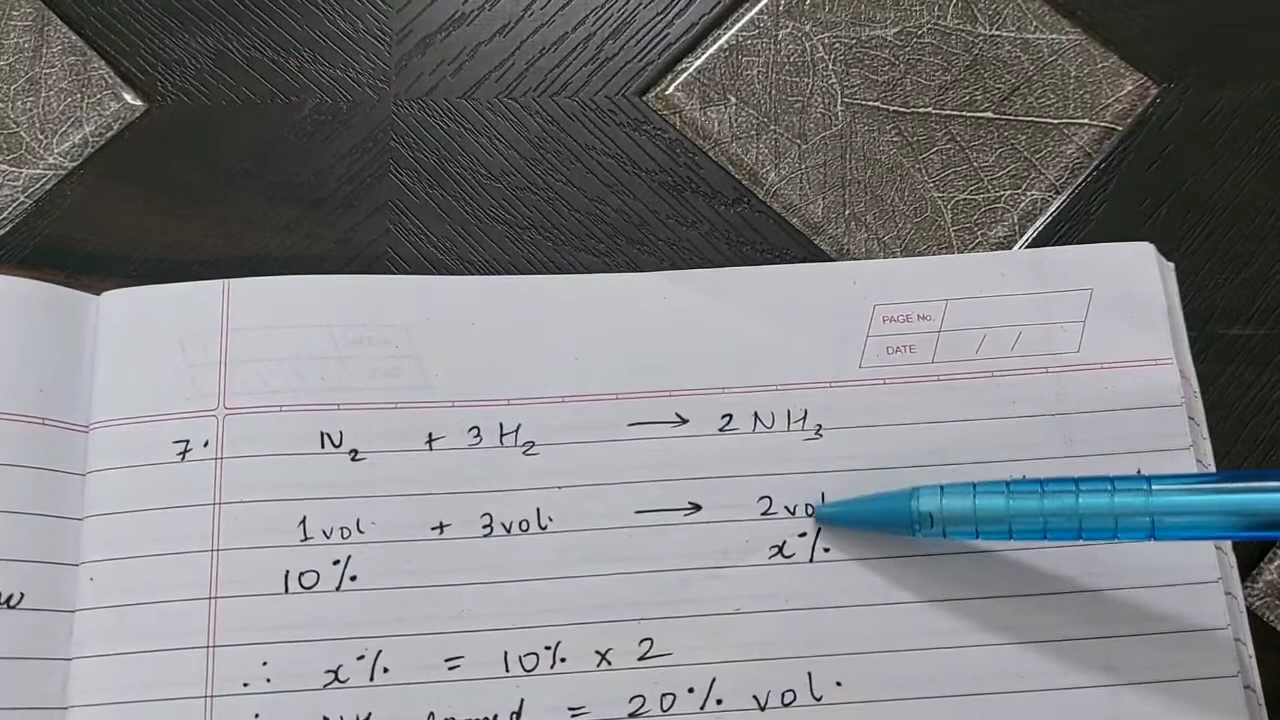 PAGE No.
DATE / /
7. N2 + 3H2 → 2NH3
1 vol. + 3 vol. → 2 vol
10% x%
∴ x% = 10% x 2
= 20% vol.